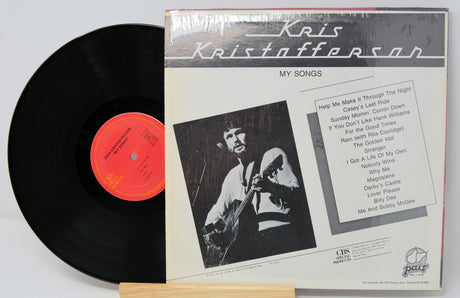 Kris
Kristofferson
MY SONGS
Help Me Make It Through The Night
Casey's Last Ride
Sunday Mornin' Comin Down
If You Don't Like Hank Williams
For the Good Times
Rain (with Rita Coolidge)
The Golden Idol
Stranger
I Got A Life Of My Own
Nobody Wins
Why Me
Magdalene
Darby's Castle
Lover Please
Billy Dee
Me And Bobby McGee
CBS
SPECIAL
PRODUCTS
pair